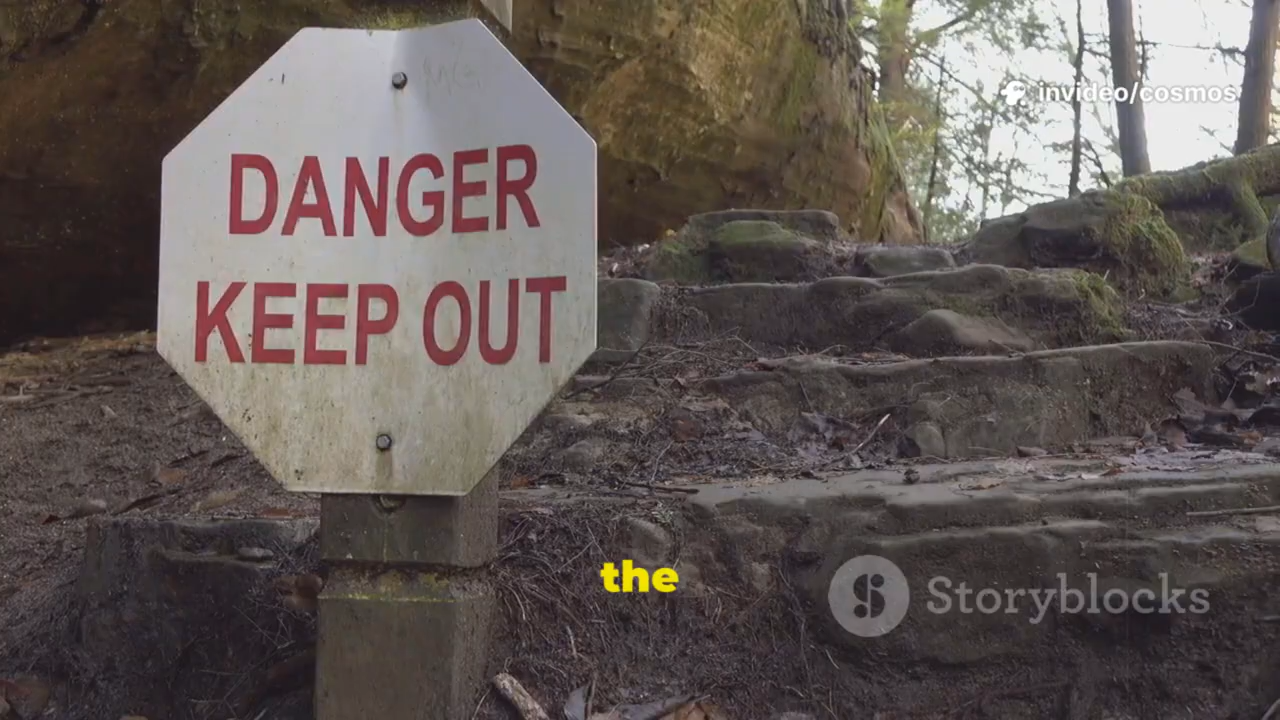 invideo/cosmos
DANGER
KEEP OUT
the
Storyblocks